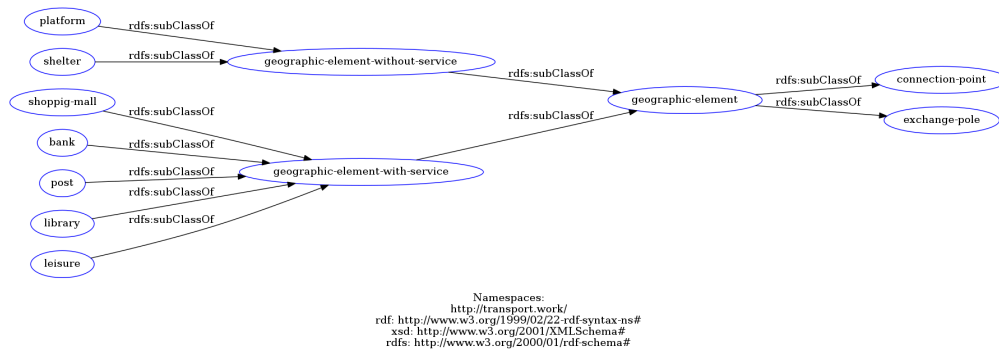 platform
rdfs:subClassOf
shelter
rdfs:subClassOf
geographic-element-without-service
shoppig-mall
rdfs:subClassOf
bank
rdfs:subClassOf
post
rdfs:subClassOf
library
rdfs:subClassOf
leisure
rdfs:subClassOf
geographic-element-with-service
rdfs:subClassOf
rdfs:subClassOf
geographic-element
rdfs:subClassOf
connection-point
rdfs:subClassOf
exchange-pole
Namespaces:
http://transport.work/
rdf: http://www.w3.org/1999/02/22-rdf-syntax-ns#
xsd: http://www.w3.org/2001/XMLSchema#
rdfs: http://www.w3.org/2000/01/rdf-schema#